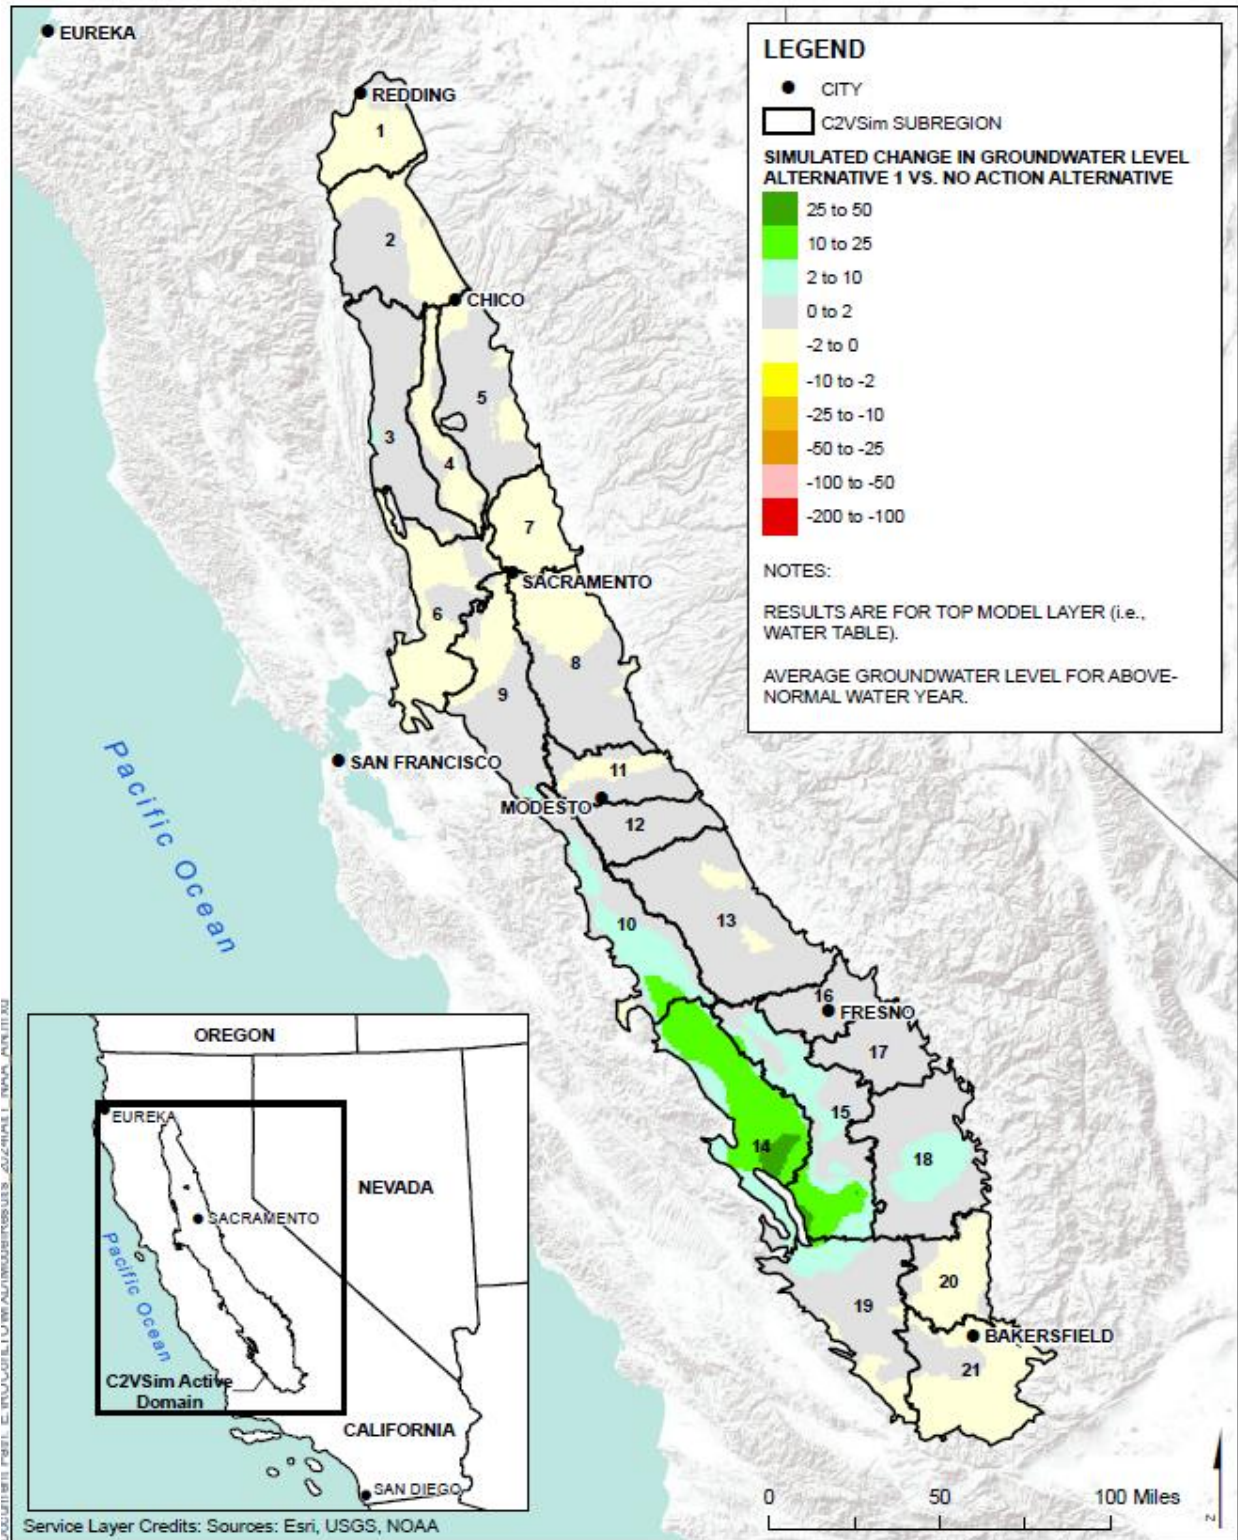 EUREKA
REDDING
1
2
CHICO
3
5
4
7
SACRAMENTO
6
8
9
SAN FRANCISCO
11
MODESTO
12
10
13
16
FRESNO
17
15
14
18
20
19
BAKERSFIELD
21
Pacific Ocean
LEGEND
CITY
C2VSim SUBREGION
SIMULATED CHANGE IN GROUNDWATER LEVEL
ALTERNATIVE 1 VS. NO ACTION ALTERNATIVE
25 to 50
10 to 25
2 to 10
0 to 2
-2 to 0
-10 to -2
-25 to -10
-50 to -25
-100 to -50
-200 to -100
NOTES:
RESULTS ARE FOR TOP MODEL LAYER (i.e.,
WATER TABLE).
AVERAGE GROUNDWATER LEVEL FOR ABOVE-
NORMAL WATER YEAR.
OREGON
EUREKA
NEVADA
SACRAMENTO
Pacific Ocean
C2VSim Active
Domain
CALIFORNIA
SAN DIEGO
0 50 100 Miles
Z
Service Layer Credits: Sources: Esri, USGS, NOAA